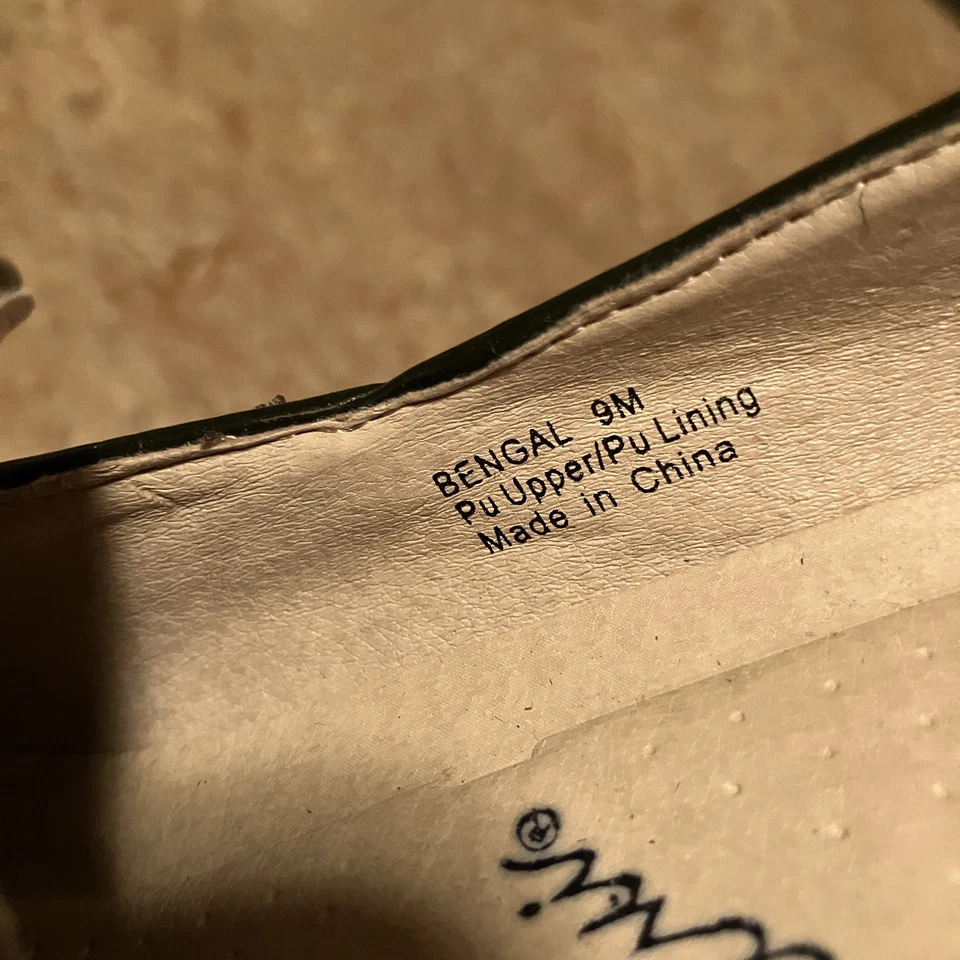 BENGAL 9M
Pu Upper/Pu Lining
Made in China
®